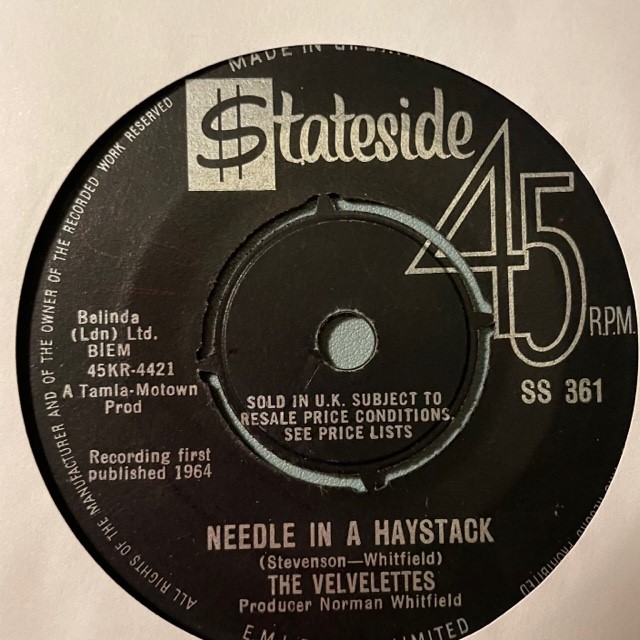 MADE IN
$tateside
45
R.P.M.
SS 361
Belinda
(Ldn) Ltd.
BIEM
45KR-4421
A Tamla-Motown
Prod
Recording first
published 1964
SOLD IN U.K. SUBJECT TO
RESALE PRICE CONDITIONS,
SEE PRICE LISTS
NEEDLE IN A HAYSTACK
(Stevenson—Whitfield)
THE VELVELETTES
Producer Norman Whitfield
ALL RIGHTS OF THE MANUFACTURER AND OF THE OWNER OF THE RECORDED WORK RESERVED